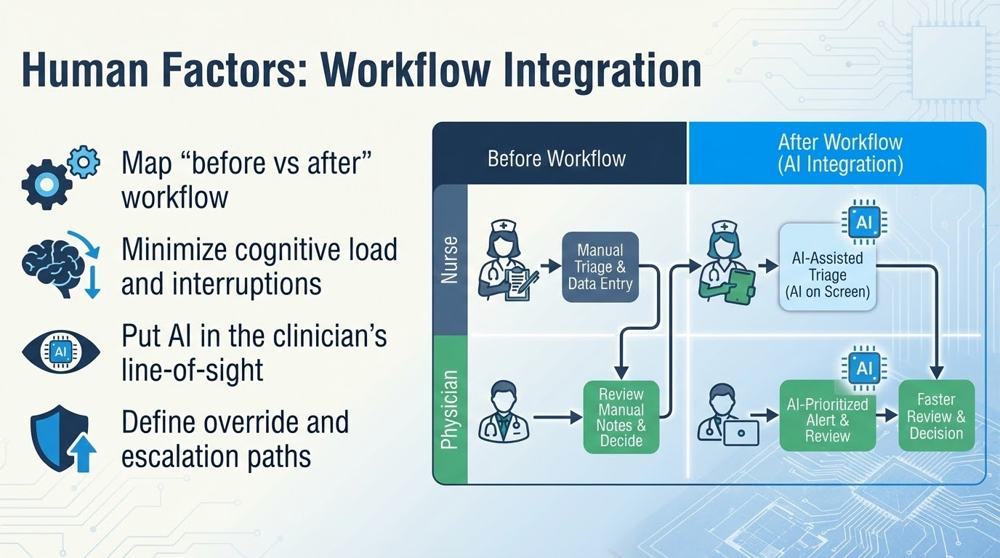 Human Factors: Workflow Integration
Map “before vs after”
workflow
Minimize cognitive load
and interruptions
AI
Put AI in the clinician’s
line-of-sight
Define override and
escalation paths
Before Workflow
After Workflow
(AI Integration)
Nurse
Manual
Triage &
Data Entry
AI
AI-Assisted
Triage
(AI on Screen)
Physician
Review
Manual
Notes &
Decide
AI
AI-Prioritized
Alert &
Review
Faster
Review &
Decision